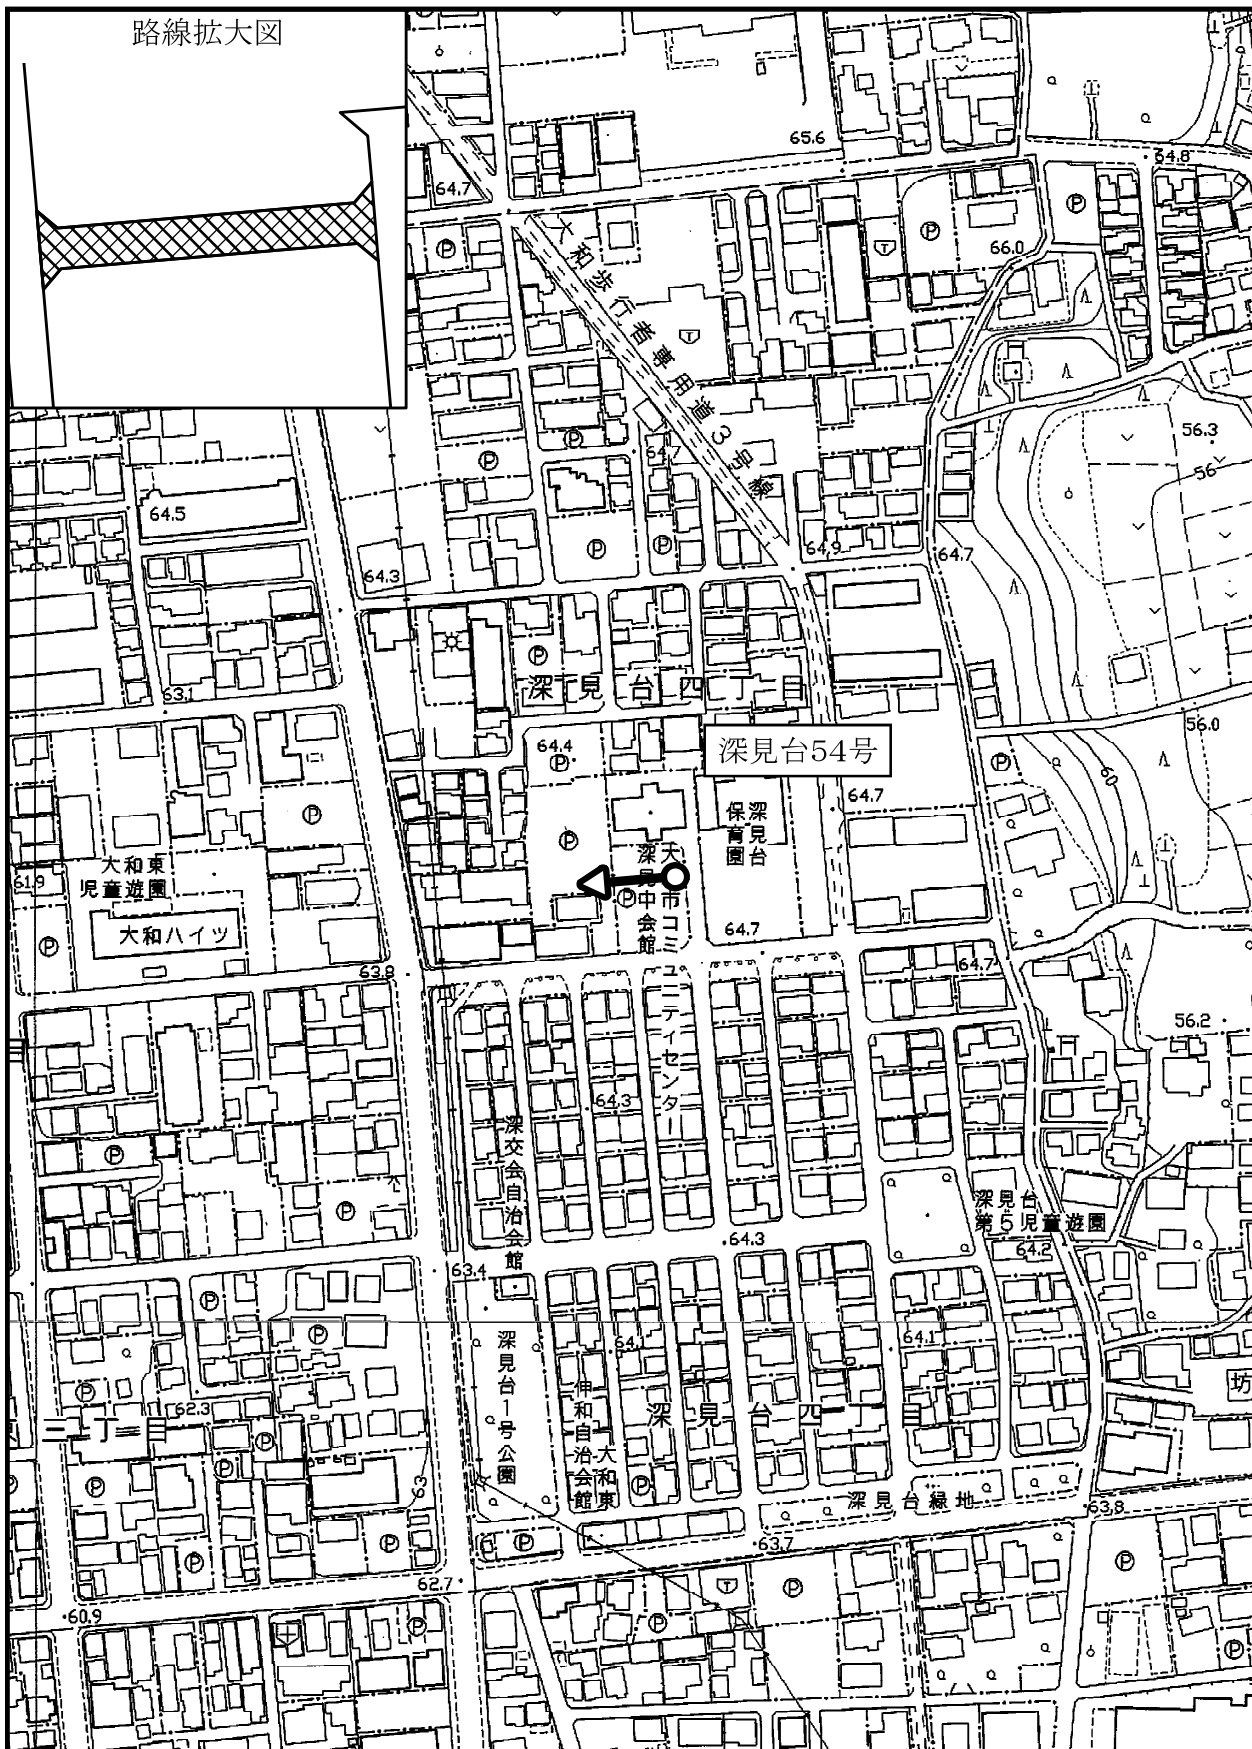 路線拡大図
65.6
64.8
64.7
大和歩行者専用道3号線
66.0
56.3
64.7
56
64.5
64.9
64.7
64.3
63.1
深見台四丁目
56.0
64.4
深見台54号
60
64.7
深見台
保育園
大和東
児童遊園
61.9
大和市コミュニティセンター
深見中会館
大和ハイツ
64.7
63.8
64.7
56.2
64.3
深交会自治会館
深見台
第5児童遊園
64.3
64.2
63.4
64.1
64.1
深見台1号公園
坊
62.3
三丁目
大和東
伸和自治会館
深見台四丁目
63
深見台緑地
63.8
63.7
62.7
60.9